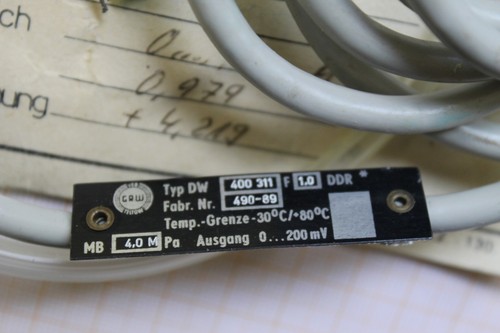 ch
0,979
ung
+ 4,219
GRW
Typ DW 400 311 F 1.0 DDR *
Fabr. Nr. 490-89
Temp.-Grenze -30°C/+80°C
MB 4.0 M Pa Ausgang 0...200 mV